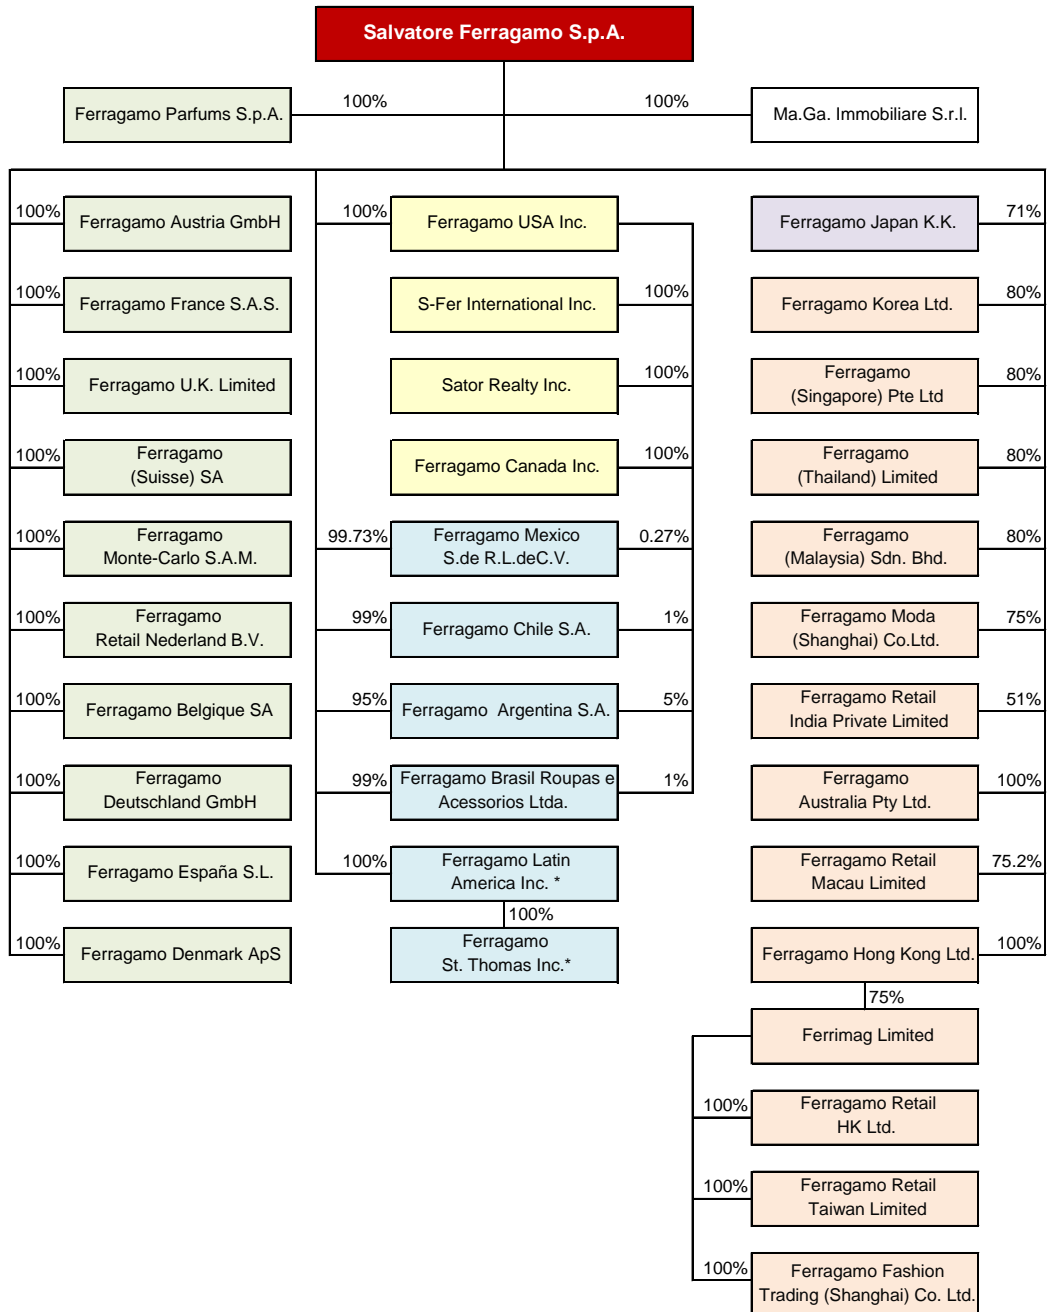 Salvatore Ferragamo S.p.A.
Ferragamo Parfums S.p.A.
100%
100%
Ma.Ga. Immobiliare S.r.l.
100%
Ferragamo Austria GmbH
100%
Ferragamo USA Inc.
Ferragamo Japan K.K.
71%
100%
Ferragamo France S.A.S.
S-Fer International Inc.
100%
Ferragamo Korea Ltd.
80%
100%
Ferragamo U.K. Limited
Sator Realty Inc.
100%
Ferragamo
(Singapore) Pte Ltd
80%
100%
Ferragamo
(Suisse) SA
Ferragamo Canada Inc.
100%
Ferragamo
(Thailand) Limited
80%
100%
Ferragamo
Monte-Carlo S.A.M.
99.73%
Ferragamo Mexico
S.de R.L.deC.V.
0.27%
Ferragamo
(Malaysia) Sdn. Bhd.
80%
100%
Ferragamo
Retail Nederland B.V.
99%
Ferragamo Chile S.A.
1%
Ferragamo Moda
(Shanghai) Co.Ltd.
75%
100%
Ferragamo Belgique SA
95%
Ferragamo  Argentina S.A.
5%
Ferragamo Retail
India Private Limited
51%
100%
Ferragamo
Deutschland GmbH
99%
Ferragamo Brasil Roupas e
Acessorios Ltda.
1%
Ferragamo
Australia Pty Ltd.
100%
100%
Ferragamo España S.L.
100%
Ferragamo Latin
America Inc. *
Ferragamo Retail
Macau Limited
75.2%
100%
Ferragamo Denmark ApS
100%
Ferragamo
St. Thomas Inc.*
Ferragamo Hong Kong Ltd.
100%
75%
Ferrimag Limited
100%
Ferragamo Retail
HK Ltd.
100%
Ferragamo Retail
Taiwan Limited
100%
Ferragamo Fashion
Trading (Shanghai) Co. Ltd.